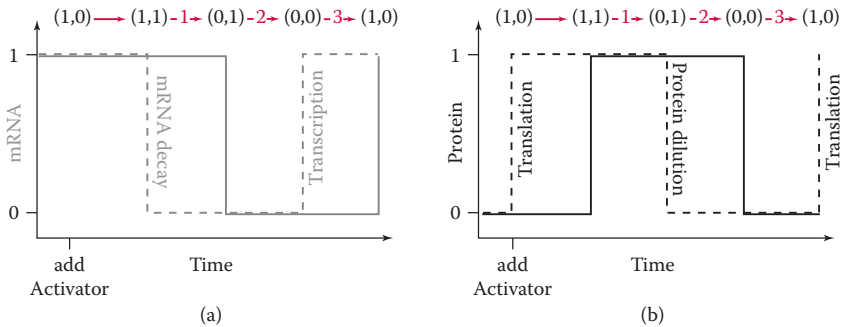 (1,0) → (1,1) -1→ (0,1) -2→ (0,0) -3→ (1,0)
1
0
mRNA
mRNA decay
Transcription
add
Activator
Time
(a)
(1,0) → (1,1) -1→ (0,1) -2→ (0,0) -3→ (1,0)
1
0
Protein
Translation
Protein dilution
Translation
add
Activator
Time
(b)